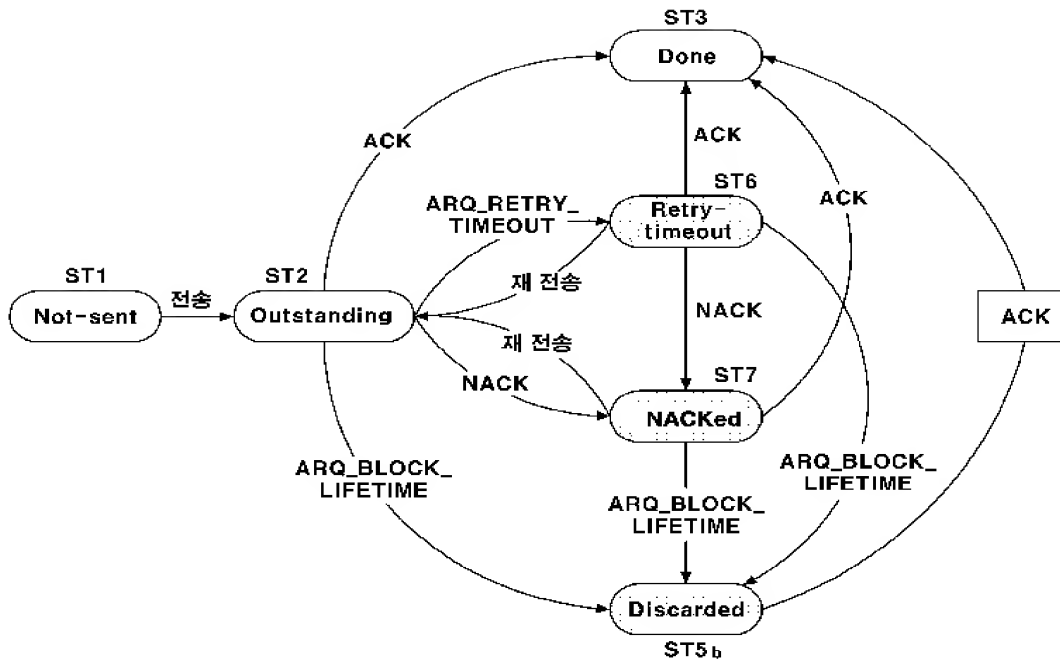 ST3
Done
ACK
ACK
ST6
ARQ_RETRY_
TIMEOUT
Retry-
timeout
ACK
ST1
ST2
재 전송
Not-sent
전송
Outstanding
NACK
ACK
재 전송
NACK
ST7
NACKed
ARQ_BLOCK_
LIFETIME
ARQ_BLOCK_
LIFETIME
ARQ_BLOCK_
LIFETIME
Discarded
ST5b